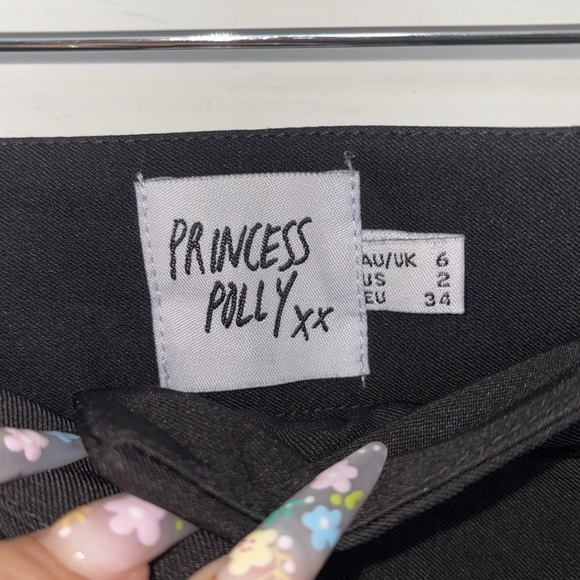 PRINCESS
POLLY xx
AU/UK 6
US 2
EU 34